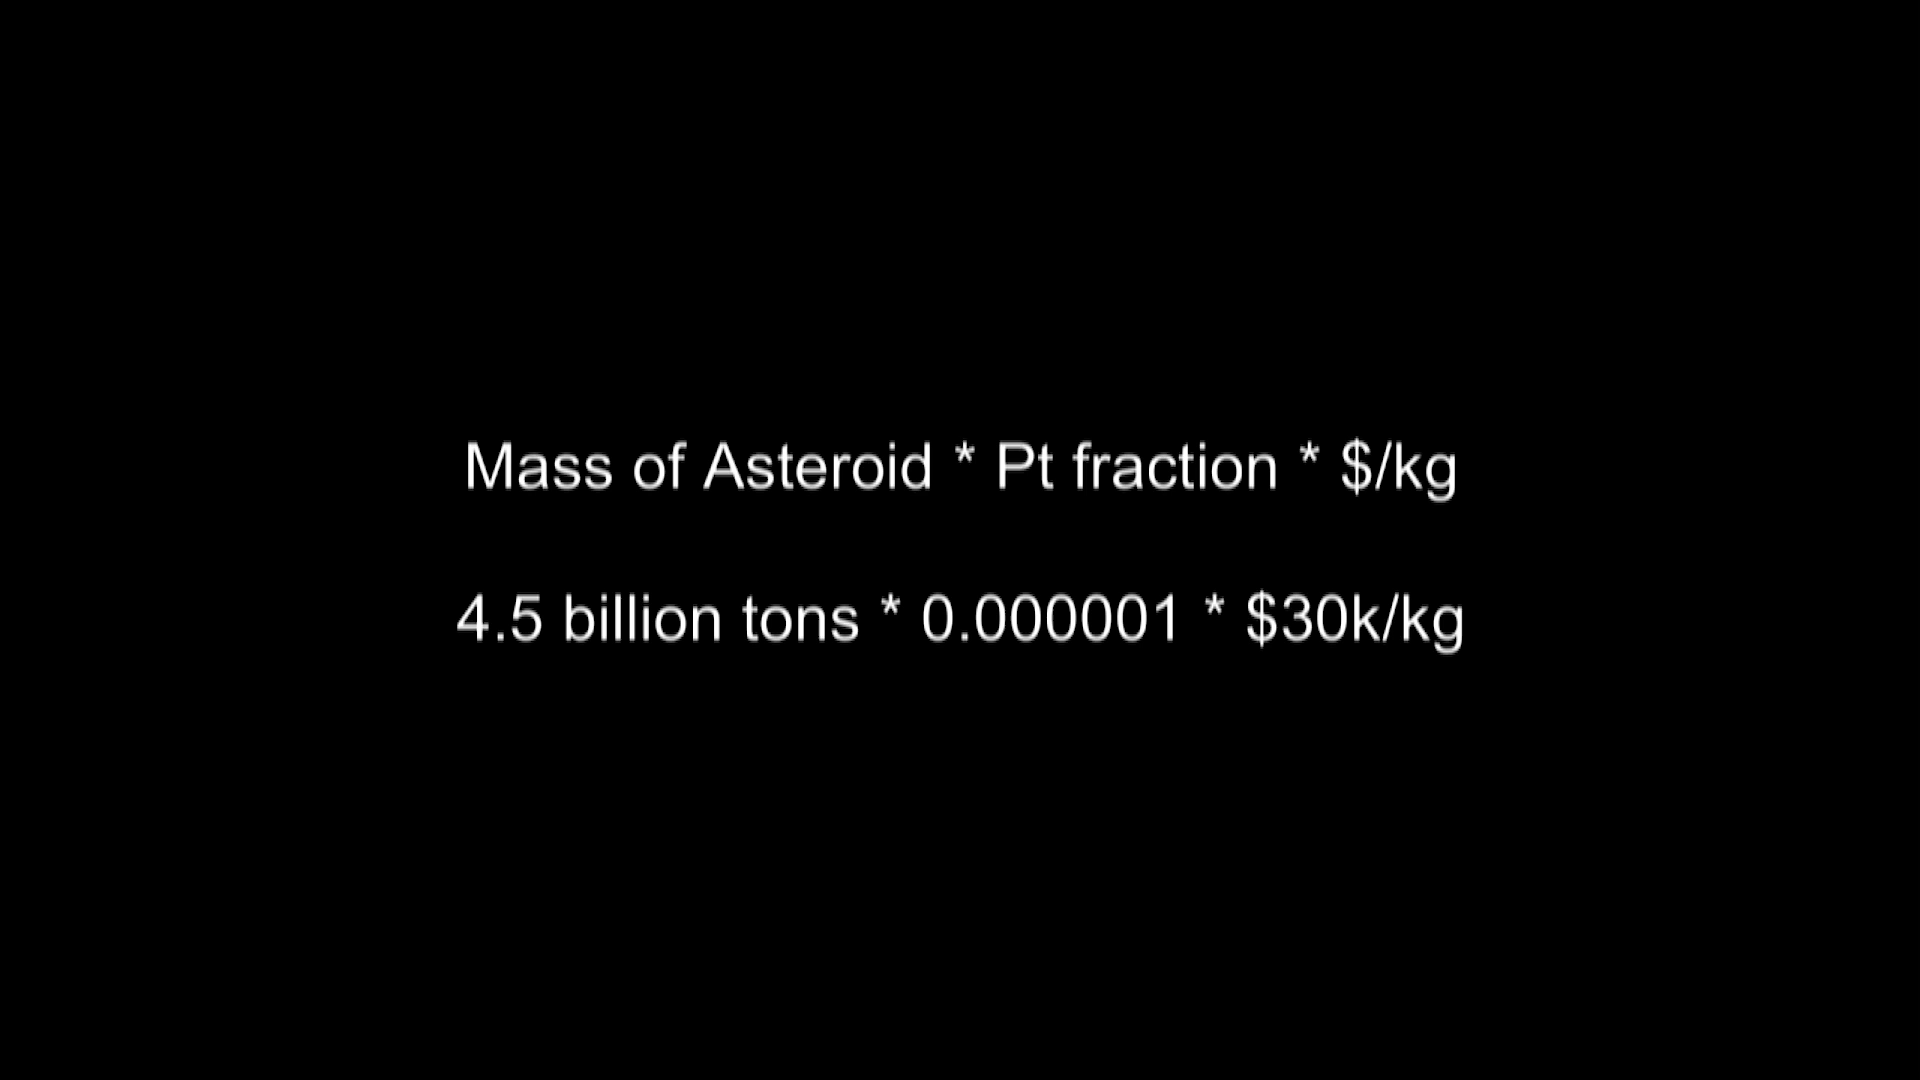 Mass of Asteroid * Pt fraction * $/kg
4.5 billion tons * 0.000001 * $30k/kg